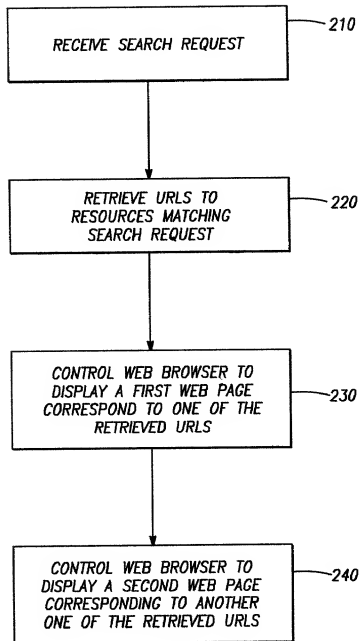 RECEIVE SEARCH REQUEST
210
RETRIEVE URLS TO
RESOURCES MATCHING
SEARCH REQUEST
220
CONTROL WEB BROWSER TO
DISPLAY A FIRST WEB PAGE
CORRESPOND TO ONE OF THE
RETRIEVED URLS
230
CONTROL WEB BROWSER TO
DISPLAY A SECOND WEB PAGE
CORRESPONDING TO ANOTHER
ONE OF THE RETRIEVED URLS
240